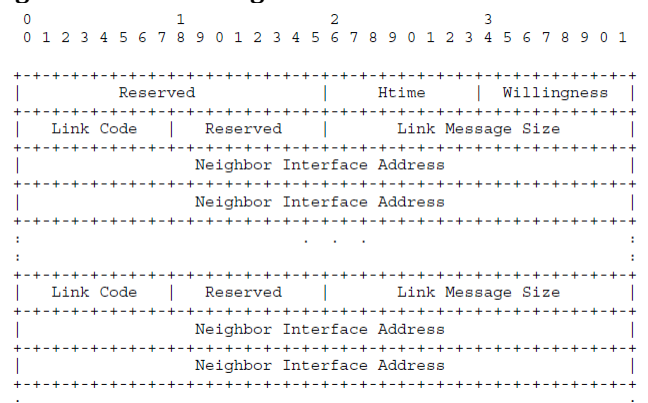 0 1 2 3
0 1 2 3 4 5 6 7 8 9 0 1 2 3 4 5 6 7 8 9 0 1 2 3 4 5 6 7 8 9 0 1
+-+-+-+-+-+-+-+-+-+-+-+-+-+-+-+-+-+-+-+-+-+-+-+-+-+-+-+-+-+-+-+-+
| Reserved | Htime | Willingness |
+-+-+-+-+-+-+-+-+-+-+-+-+-+-+-+-+-+-+-+-+-+-+-+-+-+-+-+-+-+-+-+-+
| Link Code | Reserved | Link Message Size |
+-+-+-+-+-+-+-+-+-+-+-+-+-+-+-+-+-+-+-+-+-+-+-+-+-+-+-+-+-+-+-+-+
| Neighbor Interface Address |
+-+-+-+-+-+-+-+-+-+-+-+-+-+-+-+-+-+-+-+-+-+-+-+-+-+-+-+-+-+-+-+-+
| Neighbor Interface Address |
+-+-+-+-+-+-+-+-+-+-+-+-+-+-+-+-+-+-+-+-+-+-+-+-+-+-+-+-+-+-+-+-+
: . . . :
: :
+-+-+-+-+-+-+-+-+-+-+-+-+-+-+-+-+-+-+-+-+-+-+-+-+-+-+-+-+-+-+-+-+
| Link Code | Reserved | Link Message Size |
+-+-+-+-+-+-+-+-+-+-+-+-+-+-+-+-+-+-+-+-+-+-+-+-+-+-+-+-+-+-+-+-+
| Neighbor Interface Address |
+-+-+-+-+-+-+-+-+-+-+-+-+-+-+-+-+-+-+-+-+-+-+-+-+-+-+-+-+-+-+-+-+
| Neighbor Interface Address |
+-+-+-+-+-+-+-+-+-+-+-+-+-+-+-+-+-+-+-+-+-+-+-+-+-+-+-+-+-+-+-+-+
: :